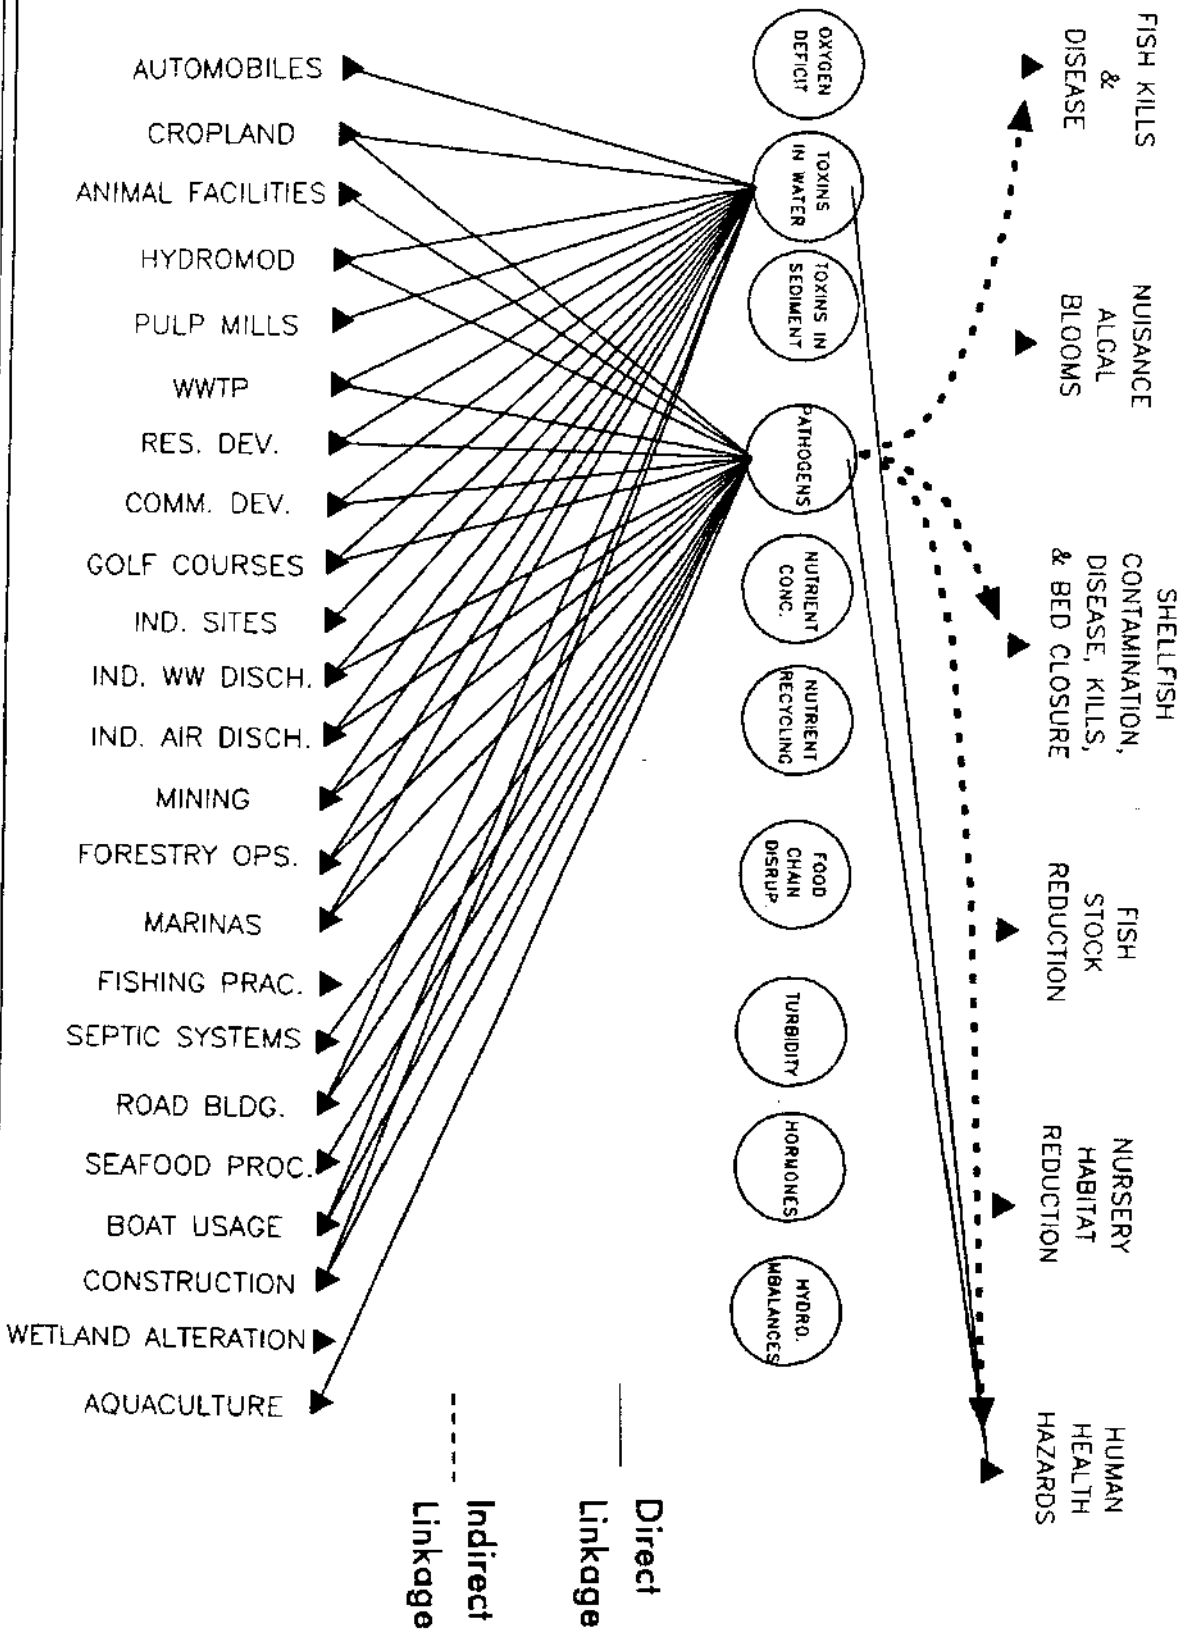 AUTOMOBILES
CROPLAND
ANIMAL FACILITIES
HYDROMOD
PULP MILLS
WWTP
RES. DEV.
COMM. DEV.
GOLF COURSES
IND. SITES
IND. WW DISCH.
IND. AIR DISCH.
MINING
FORESTRY OPS.
MARINAS
FISHING PRAC.
SEPTIC SYSTEMS
ROAD BLDG.
SEAFOOD PROC.
BOAT USAGE
CONSTRUCTION
WETLAND ALTERATION
AQUACULTURE
OXYGEN
DEFICIT
TOXINS
IN WATER
TOXINS IN
SEDIMENT
PATHOGENS
NUTRIENT
CONC.
NUTRIENT
RECYCLING
FOOD
CHAIN
DISRUP.
TURBIDITY
HORMONES
HYDRO.
MBALANCES
FISH KILLS
&
DISEASE
NUISANCE
ALGAL
BLOOMS
SHELLFISH
CONTAMINATION,
DISEASE, KILLS,
& BED CLOSURE
FISH
STOCK
REDUCTION
NURSERY
HABITAT
REDUCTION
HUMAN
HEALTH
HAZARDS
Direct
Linkage
Indirect
Linkage